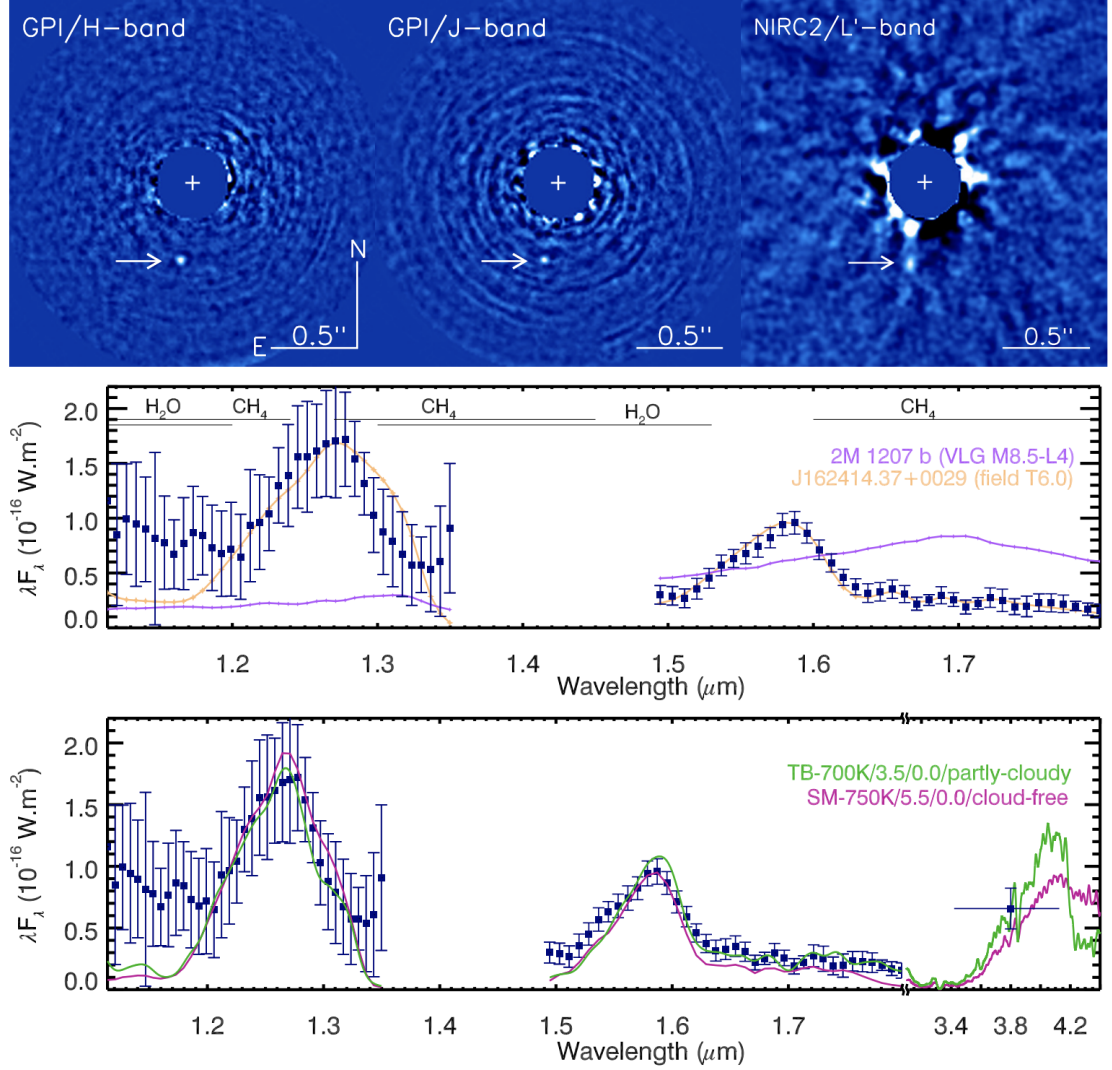 GPI/H-band GPI/J-band NIRC2/L'-band
N
E 0.5'' 0.5'' 0.5''
H₂O CH₄ CH₄ H₂O CH₄
2.0
1.5
1.0
0.5
0.0
λFλ (10⁻¹⁶ W.m⁻²)
2M 1207 b (VLG M8.5-L4)
J162414.37+0029 (field T6.0)
1.2 1.3 1.4 1.5 1.6 1.7
Wavelength (μm)
2.0
1.5
1.0
0.5
0.0
λFλ (10⁻¹⁶ W.m⁻²)
TB-700K/3.5/0.0/partly-cloudy
SM-750K/5.5/0.0/cloud-free
1.2 1.3 1.4 1.5 1.6 1.7 3.4 3.8 4.2
Wavelength (μm)